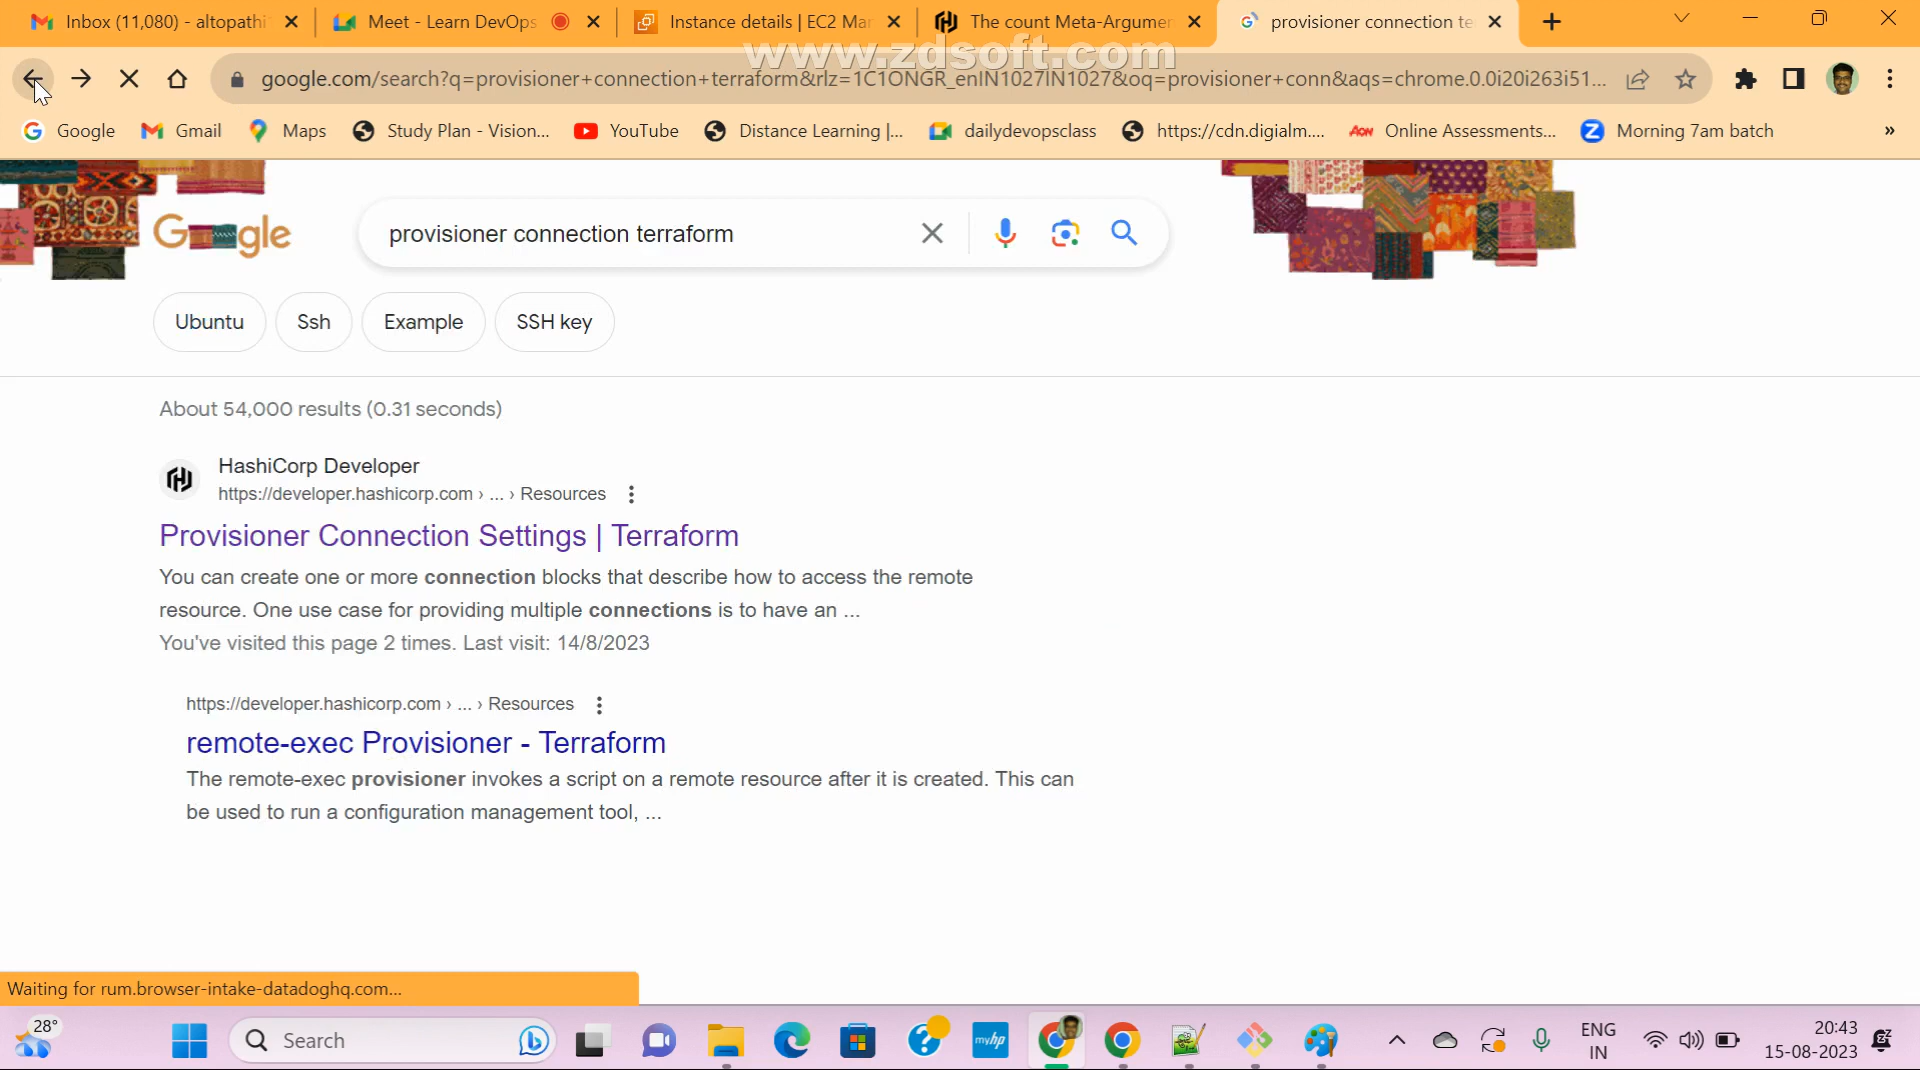 Inbox (11,080) - altopathi
Meet - Learn DevOps
Instance details | EC2 Mar
The count Meta-Argumen
provisioner connection te
www.zdsoft.com
google.com/search?q=provisioner+connection+terraform&rlz=1C1ONGR_enIN1027IN1027&oq=provisioner+conn&aqs=chrome.0.0i20i263i51...
Google
Gmail
Maps
Study Plan - Vision...
YouTube
Distance Learning |...
dailydevopsclass
https://cdn.digialm....
Aon
Online Assessments...
Morning 7am batch
»
Google
provisioner connection terraform
Ubuntu
Ssh
Example
SSH key
About 54,000 results (0.31 seconds)
HashiCorp Developer
https://developer.hashicorp.com › ... › Resources
Provisioner Connection Settings | Terraform
You can create one or more connection blocks that describe how to access the remote
resource. One use case for providing multiple connections is to have an ...
You've visited this page 2 times. Last visit: 14/8/2023
https://developer.hashicorp.com › ... › Resources
remote-exec Provisioner - Terraform
The remote-exec provisioner invokes a script on a remote resource after it is created. This can
be used to run a configuration management tool, ...
Waiting for rum.browser-intake-datadoghq.com...
28°
Search
myhp
ENG
IN
20:43
15-08-2023